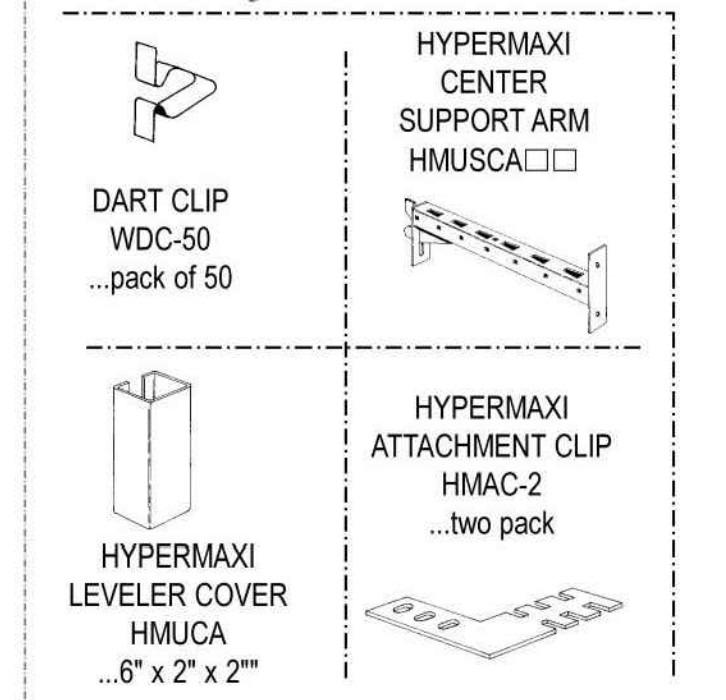 DART CLIP
WDC-50
...pack of 50
HYPERMAXI
CENTER
SUPPORT ARM
HMUSCA□□
HYPERMAXI
LEVELER COVER
HMUCA
...6" x 2" x 2""
HYPERMAXI
ATTACHMENT CLIP
HMAC-2
...two pack